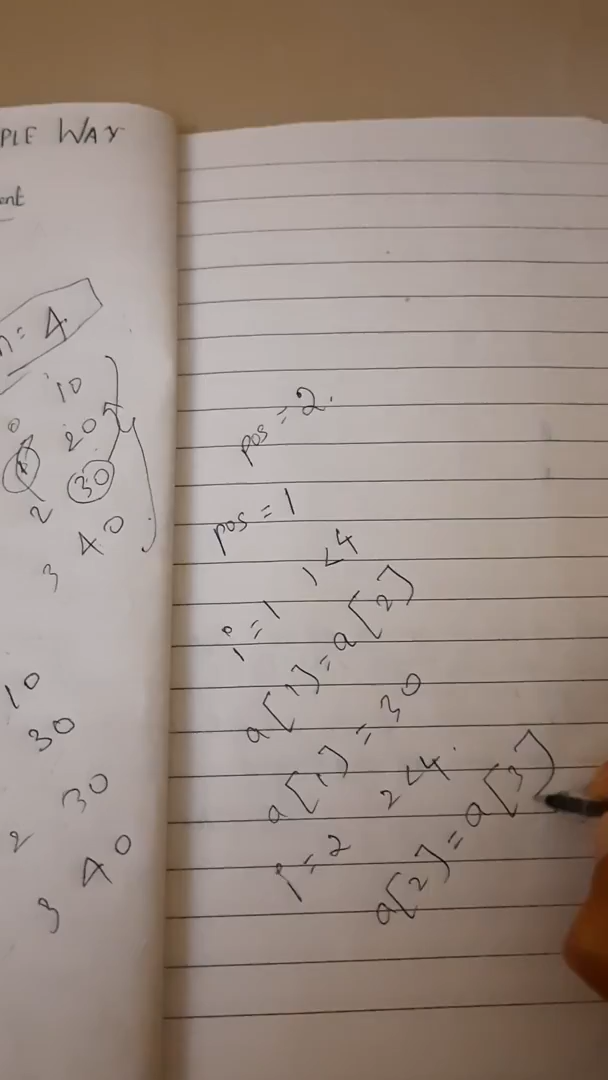 PLE WAY
ent
n = 4
10
0 20
30
2
40
3
10
30
30
2
40
3
pos = 2.
pos = 1
i = 1 1 < 4
a[1] = a[2]
a[1] = 30
i = 2 2 < 4.
a[2] = a[3]